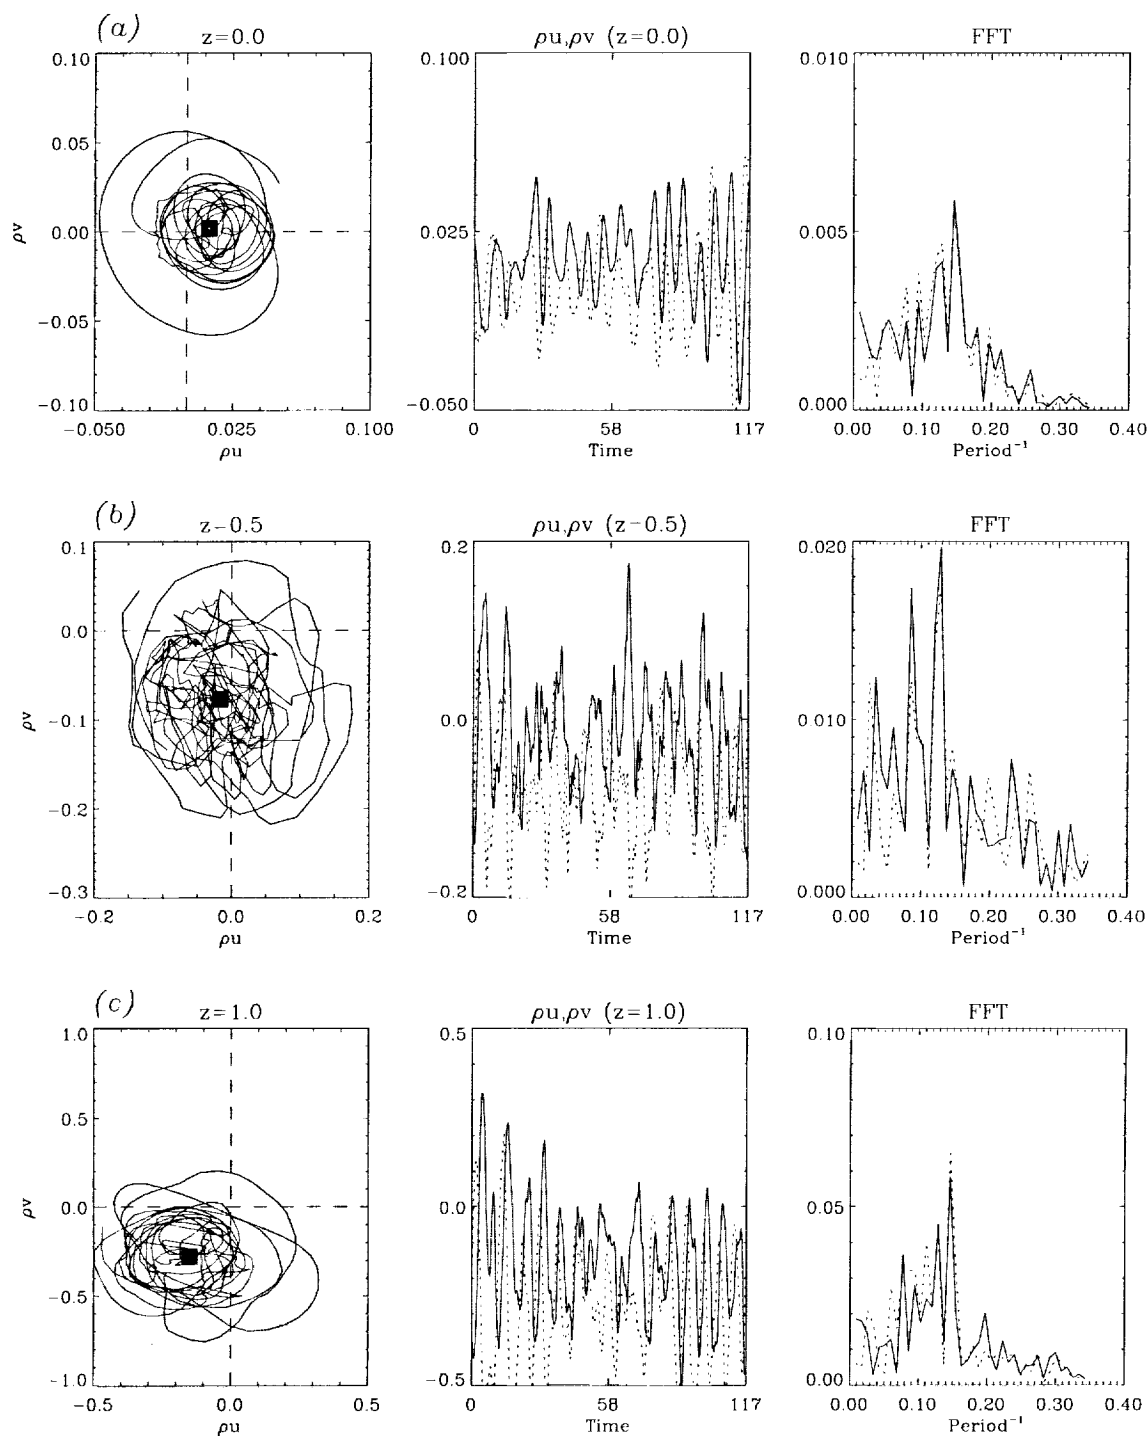 (a)
z=0.0
ρu,ρv (z=0.0)
FFT
0.10
0.05
0.00
−0.05
−0.10
ρv
−0.050
0.025
0.100
ρu
0.100
0.025
−0.050
0
58
117
Time
0.010
0.005
0.000
0.00
0.10
0.20
0.30
0.40
Period⁻¹
(b)
z−0.5
ρu,ρv (z−0.5)
FFT
0.1
0.0
−0.1
−0.2
−0.3
ρv
−0.2
0.0
0.2
ρu
0.2
0.0
−0.2
0
58
117
Time
0.020
0.010
0.000
0.00
0.10
0.20
0.30
0.40
Period⁻¹
(c)
z=1.0
ρu,ρv (z=1.0)
FFT
1.0
0.5
0.0
−0.5
−1.0
ρv
−0.5
0.0
0.5
ρu
0.5
0.0
−0.5
0
58
117
Time
0.10
0.05
0.00
0.00
0.10
0.20
0.30
0.40
Period⁻¹